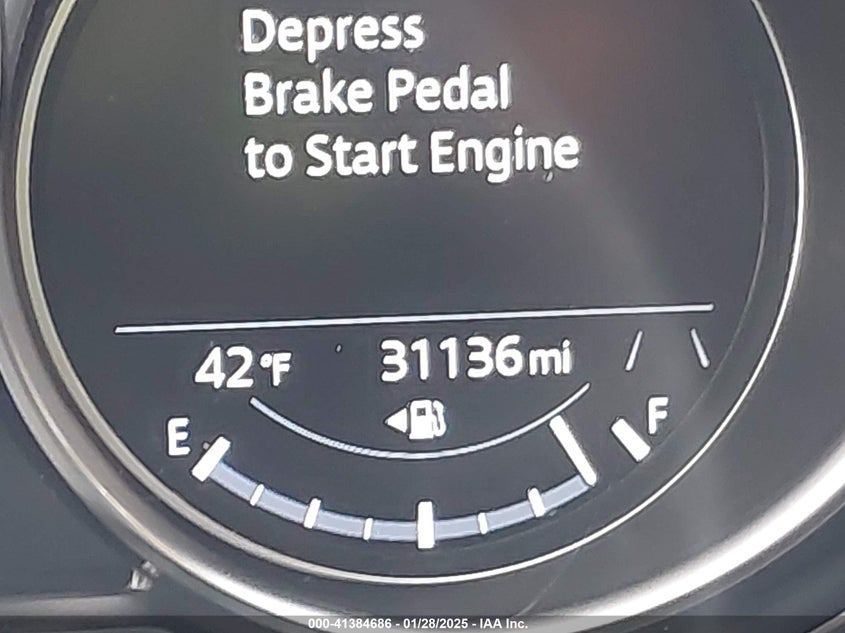 Depress
Brake Pedal
to Start Engine
42°F 31136mi
E F
000-41384686 - 01/28/2025 - IAA Inc.